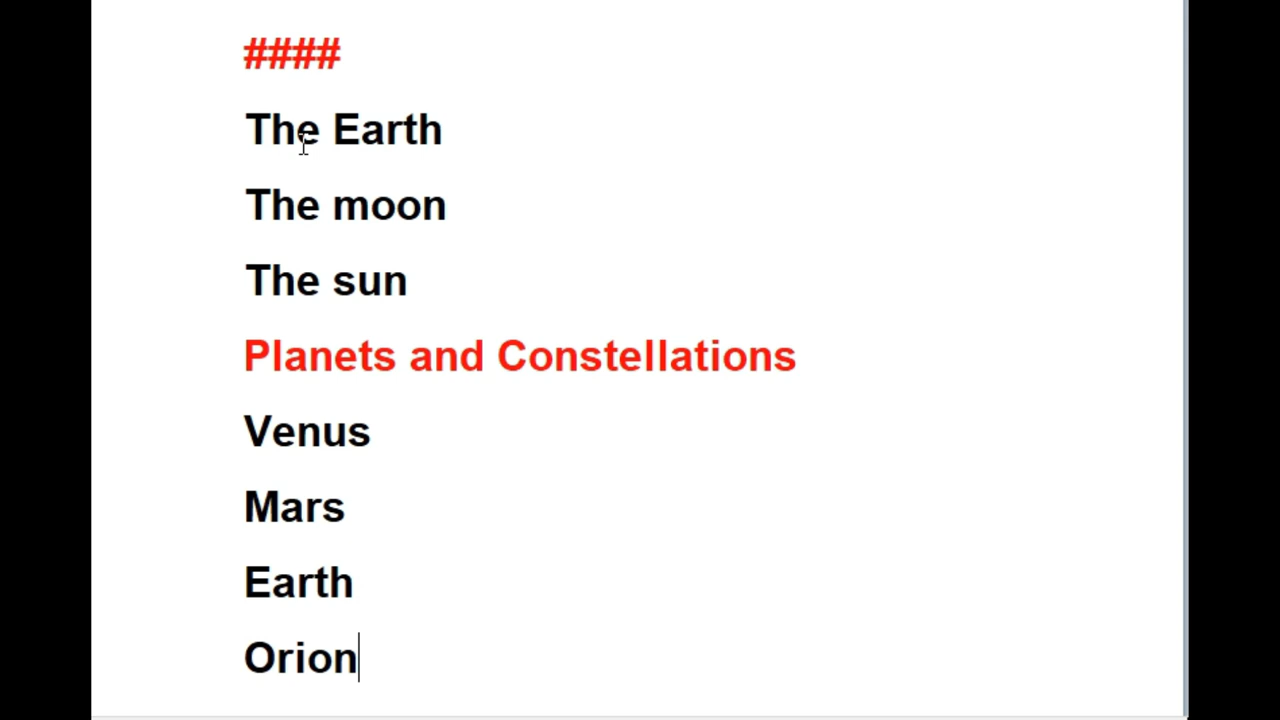 ####
The Earth
The moon
The sun
Planets and Constellations
Venus
Mars
Earth
Orion